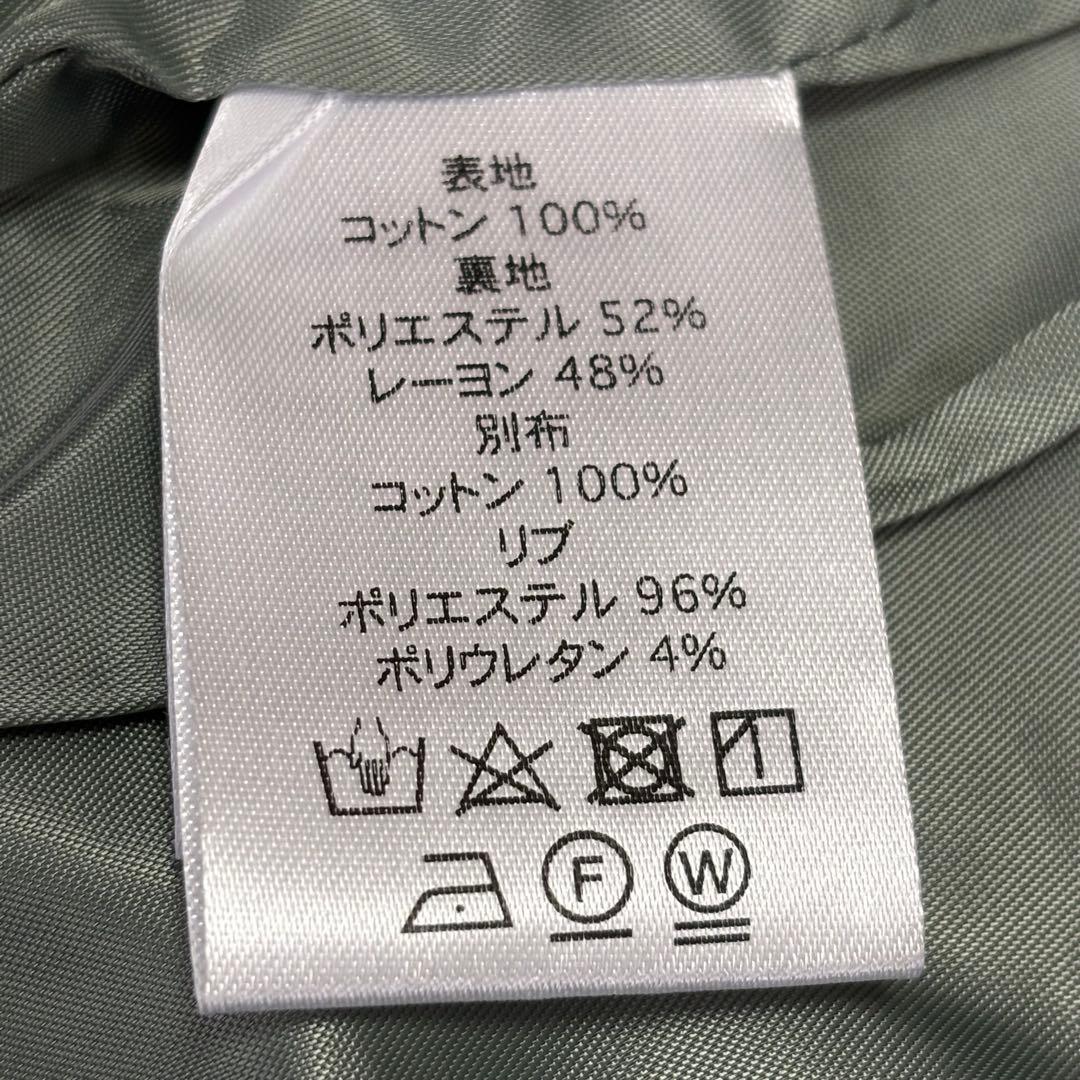 表地
コットン 100%
裏地
ポリエステル 52%
レーヨン 48%
別布
コットン 100%
リブ
ポリエステル 96%
ポリウレタン 4%
F W